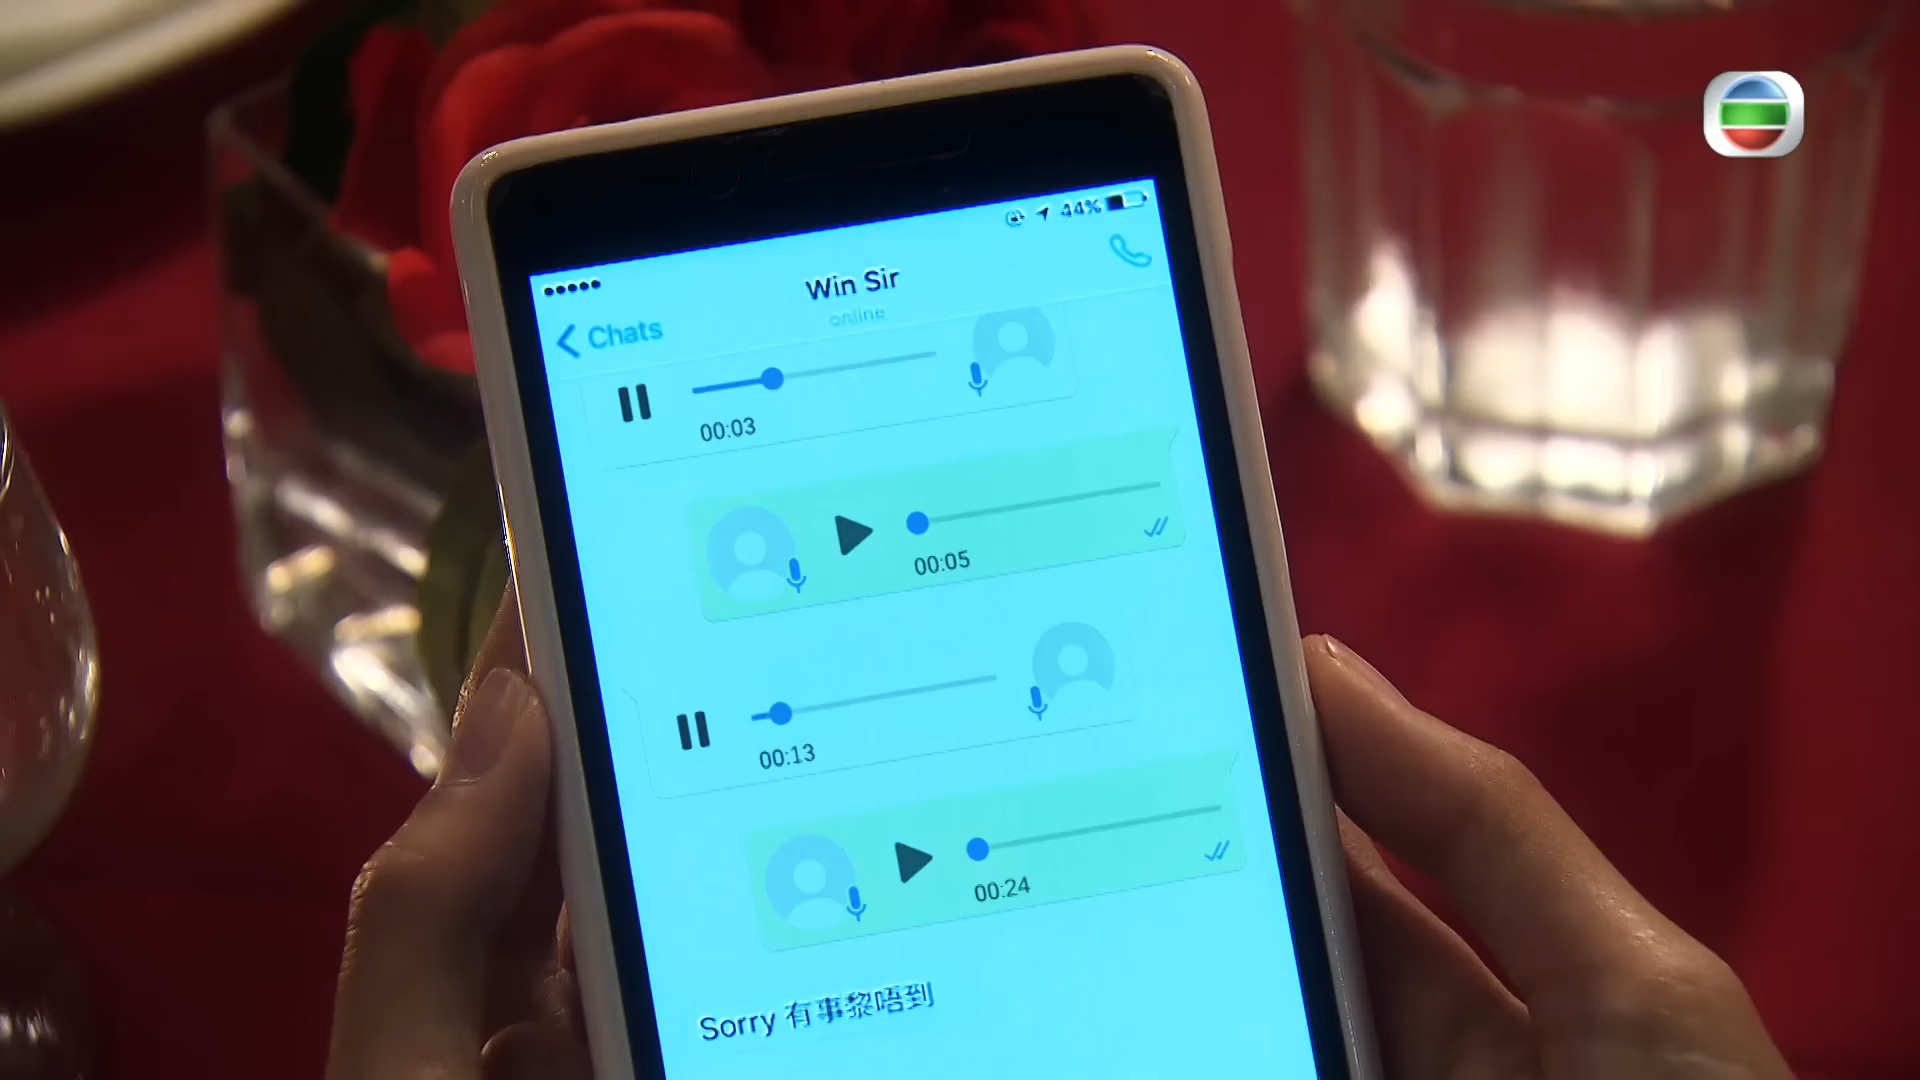 44%
Win Sir
online
Chats
00:03
00:05
00:13
00:24
Sorry 有事黎唔到